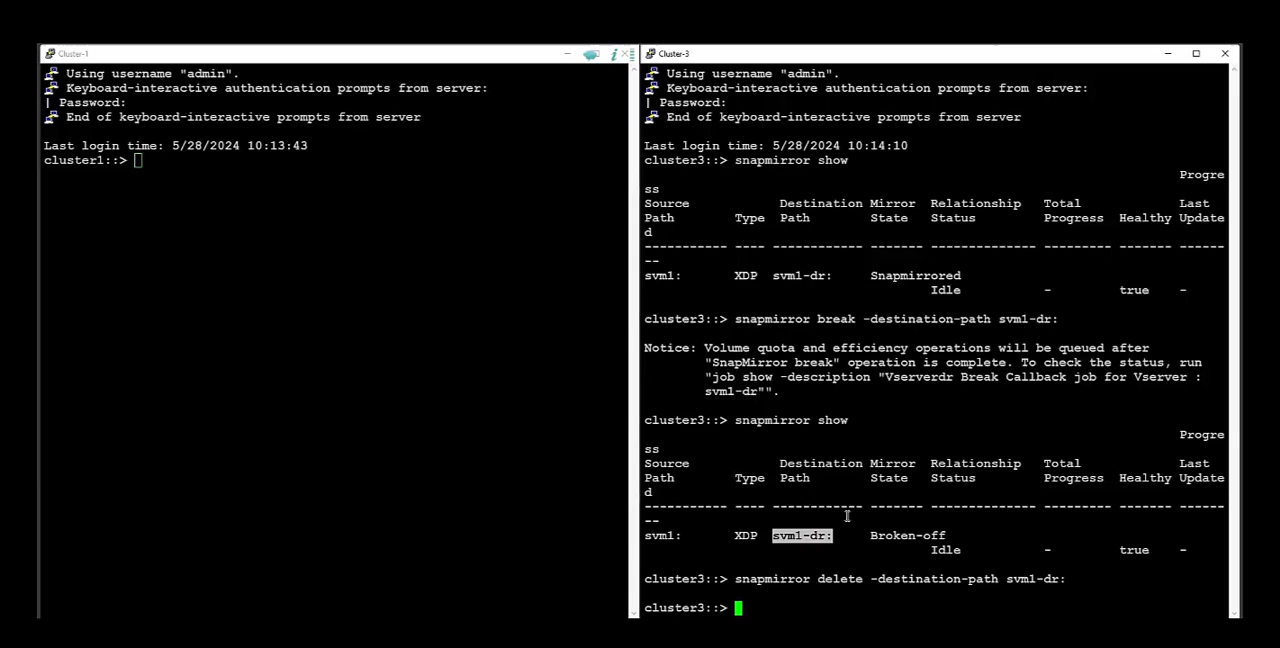 Cluster-1
Using username "admin".
Keyboard-interactive authentication prompts from server:
| Password:
End of keyboard-interactive prompts from server
Last login time: 5/28/2024 10:13:43
cluster1::>
Cluster-3
Using username "admin".
Keyboard-interactive authentication prompts from server:
| Password:
End of keyboard-interactive prompts from server
Last login time: 5/28/2024 10:14:10
cluster3::> snapmirror show
Progre
ss
Source Destination Mirror Relationship Total Last
Path Type Path State Status Progress Healthy Update
d
----------- ---- ------------ ------- -------------- --------- ------- ------
--
svm1: XDP svm1-dr: Snapmirrored
Idle - true -
cluster3::> snapmirror break -destination-path svm1-dr:
Notice: Volume quota and efficiency operations will be queued after
"SnapMirror break" operation is complete. To check the status, run
"job show -description "Vserverdr Break Callback job for Vserver :
svm1-dr"".
cluster3::> snapmirror show
Progre
ss
Source Destination Mirror Relationship Total Last
Path Type Path State Status Progress Healthy Update
d
----------- ---- ------------ ------- -------------- --------- ------- ------
--
svm1: XDP svm1-dr: Broken-off
Idle - true -
cluster3::> snapmirror delete -destination-path svm1-dr:
cluster3::>